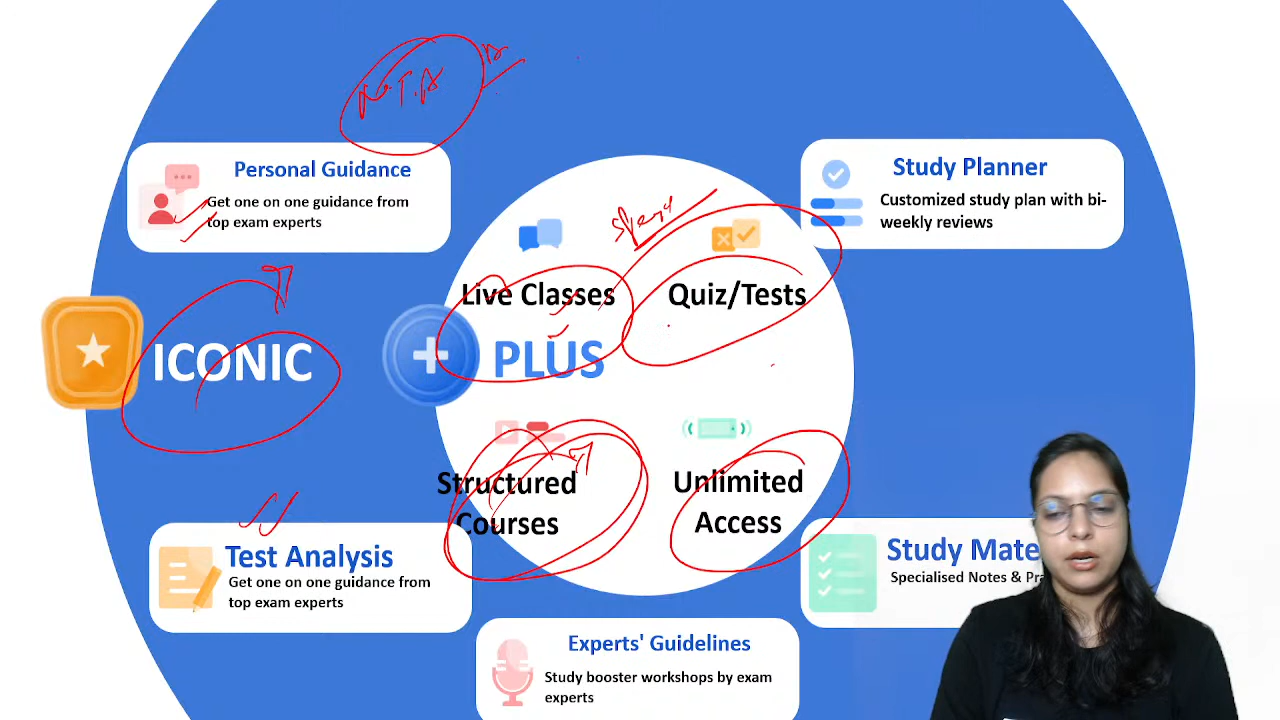 Personal Guidance
Get one on one guidance from
top exam experts
Study Planner
Customized study plan with bi-
weekly reviews
Live Classes
Quiz/Tests
ICONIC
PLUS
Structured
Courses
Unlimited
Access
Test Analysis
Get one on one guidance from
top exam experts
Study Mate
Specialised Notes & Pra
Experts' Guidelines
Study booster workshops by exam
experts